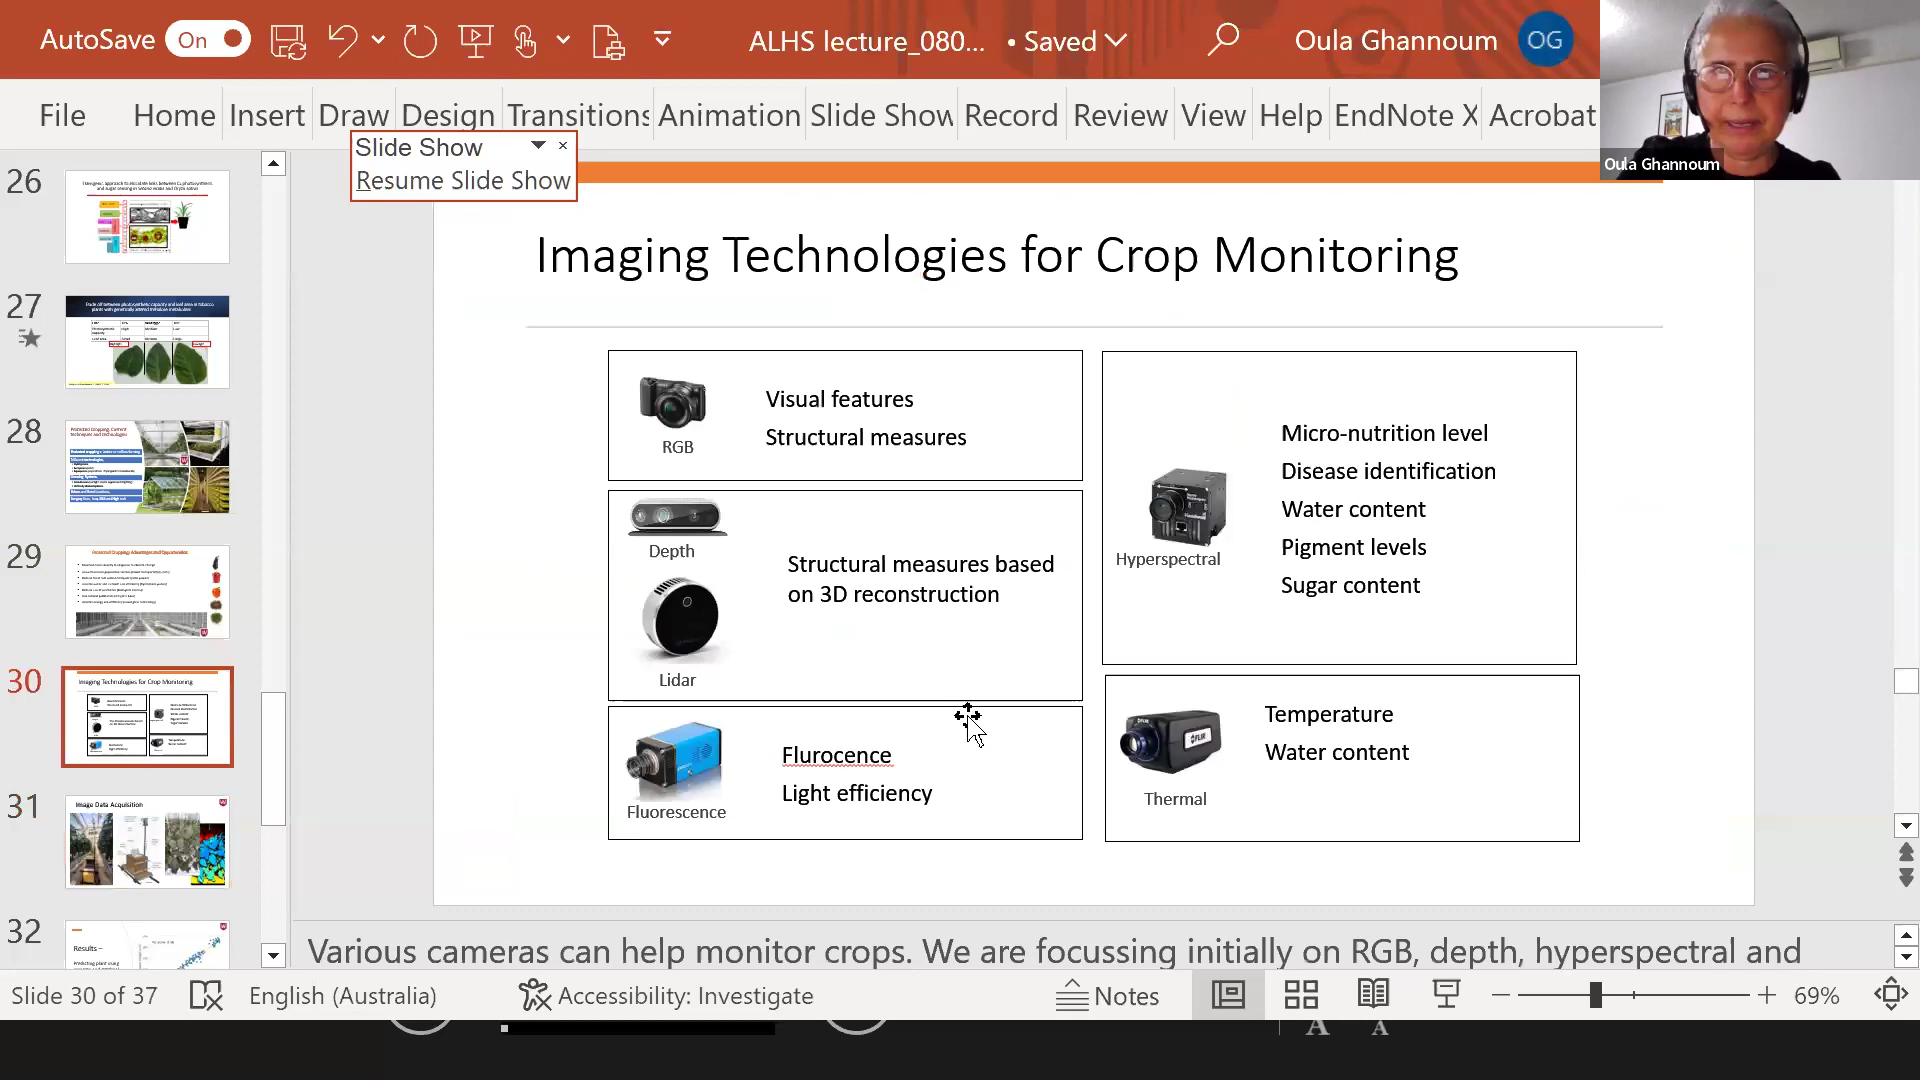 AutoSave On
ALHS lecture_080... • Saved
Oula Ghannoum OG
File Home Insert Draw Design Transitions Animation Slide Show Record Review View Help EndNote X Acrobat
Oula Ghannoum
Slide Show
Resume Slide Show
26
27
28
29
30
31
32
Image Data Acquisition
Results –
Imaging Technologies for Crop Monitoring
RGB
Visual features
Structural measures
Depth
Lidar
Structural measures based
on 3D reconstruction
Fluorescence
Flurocence
Light efficiency
Hyperspectral
Micro-nutrition level
Disease identification
Water content
Pigment levels
Sugar content
FLIR
Thermal
Temperature
Water content
Various cameras can help monitor crops. We are focussing initially on RGB, depth, hyperspectral and
Slide 30 of 37 English (Australia) Accessibility: Investigate Notes 69%
A A